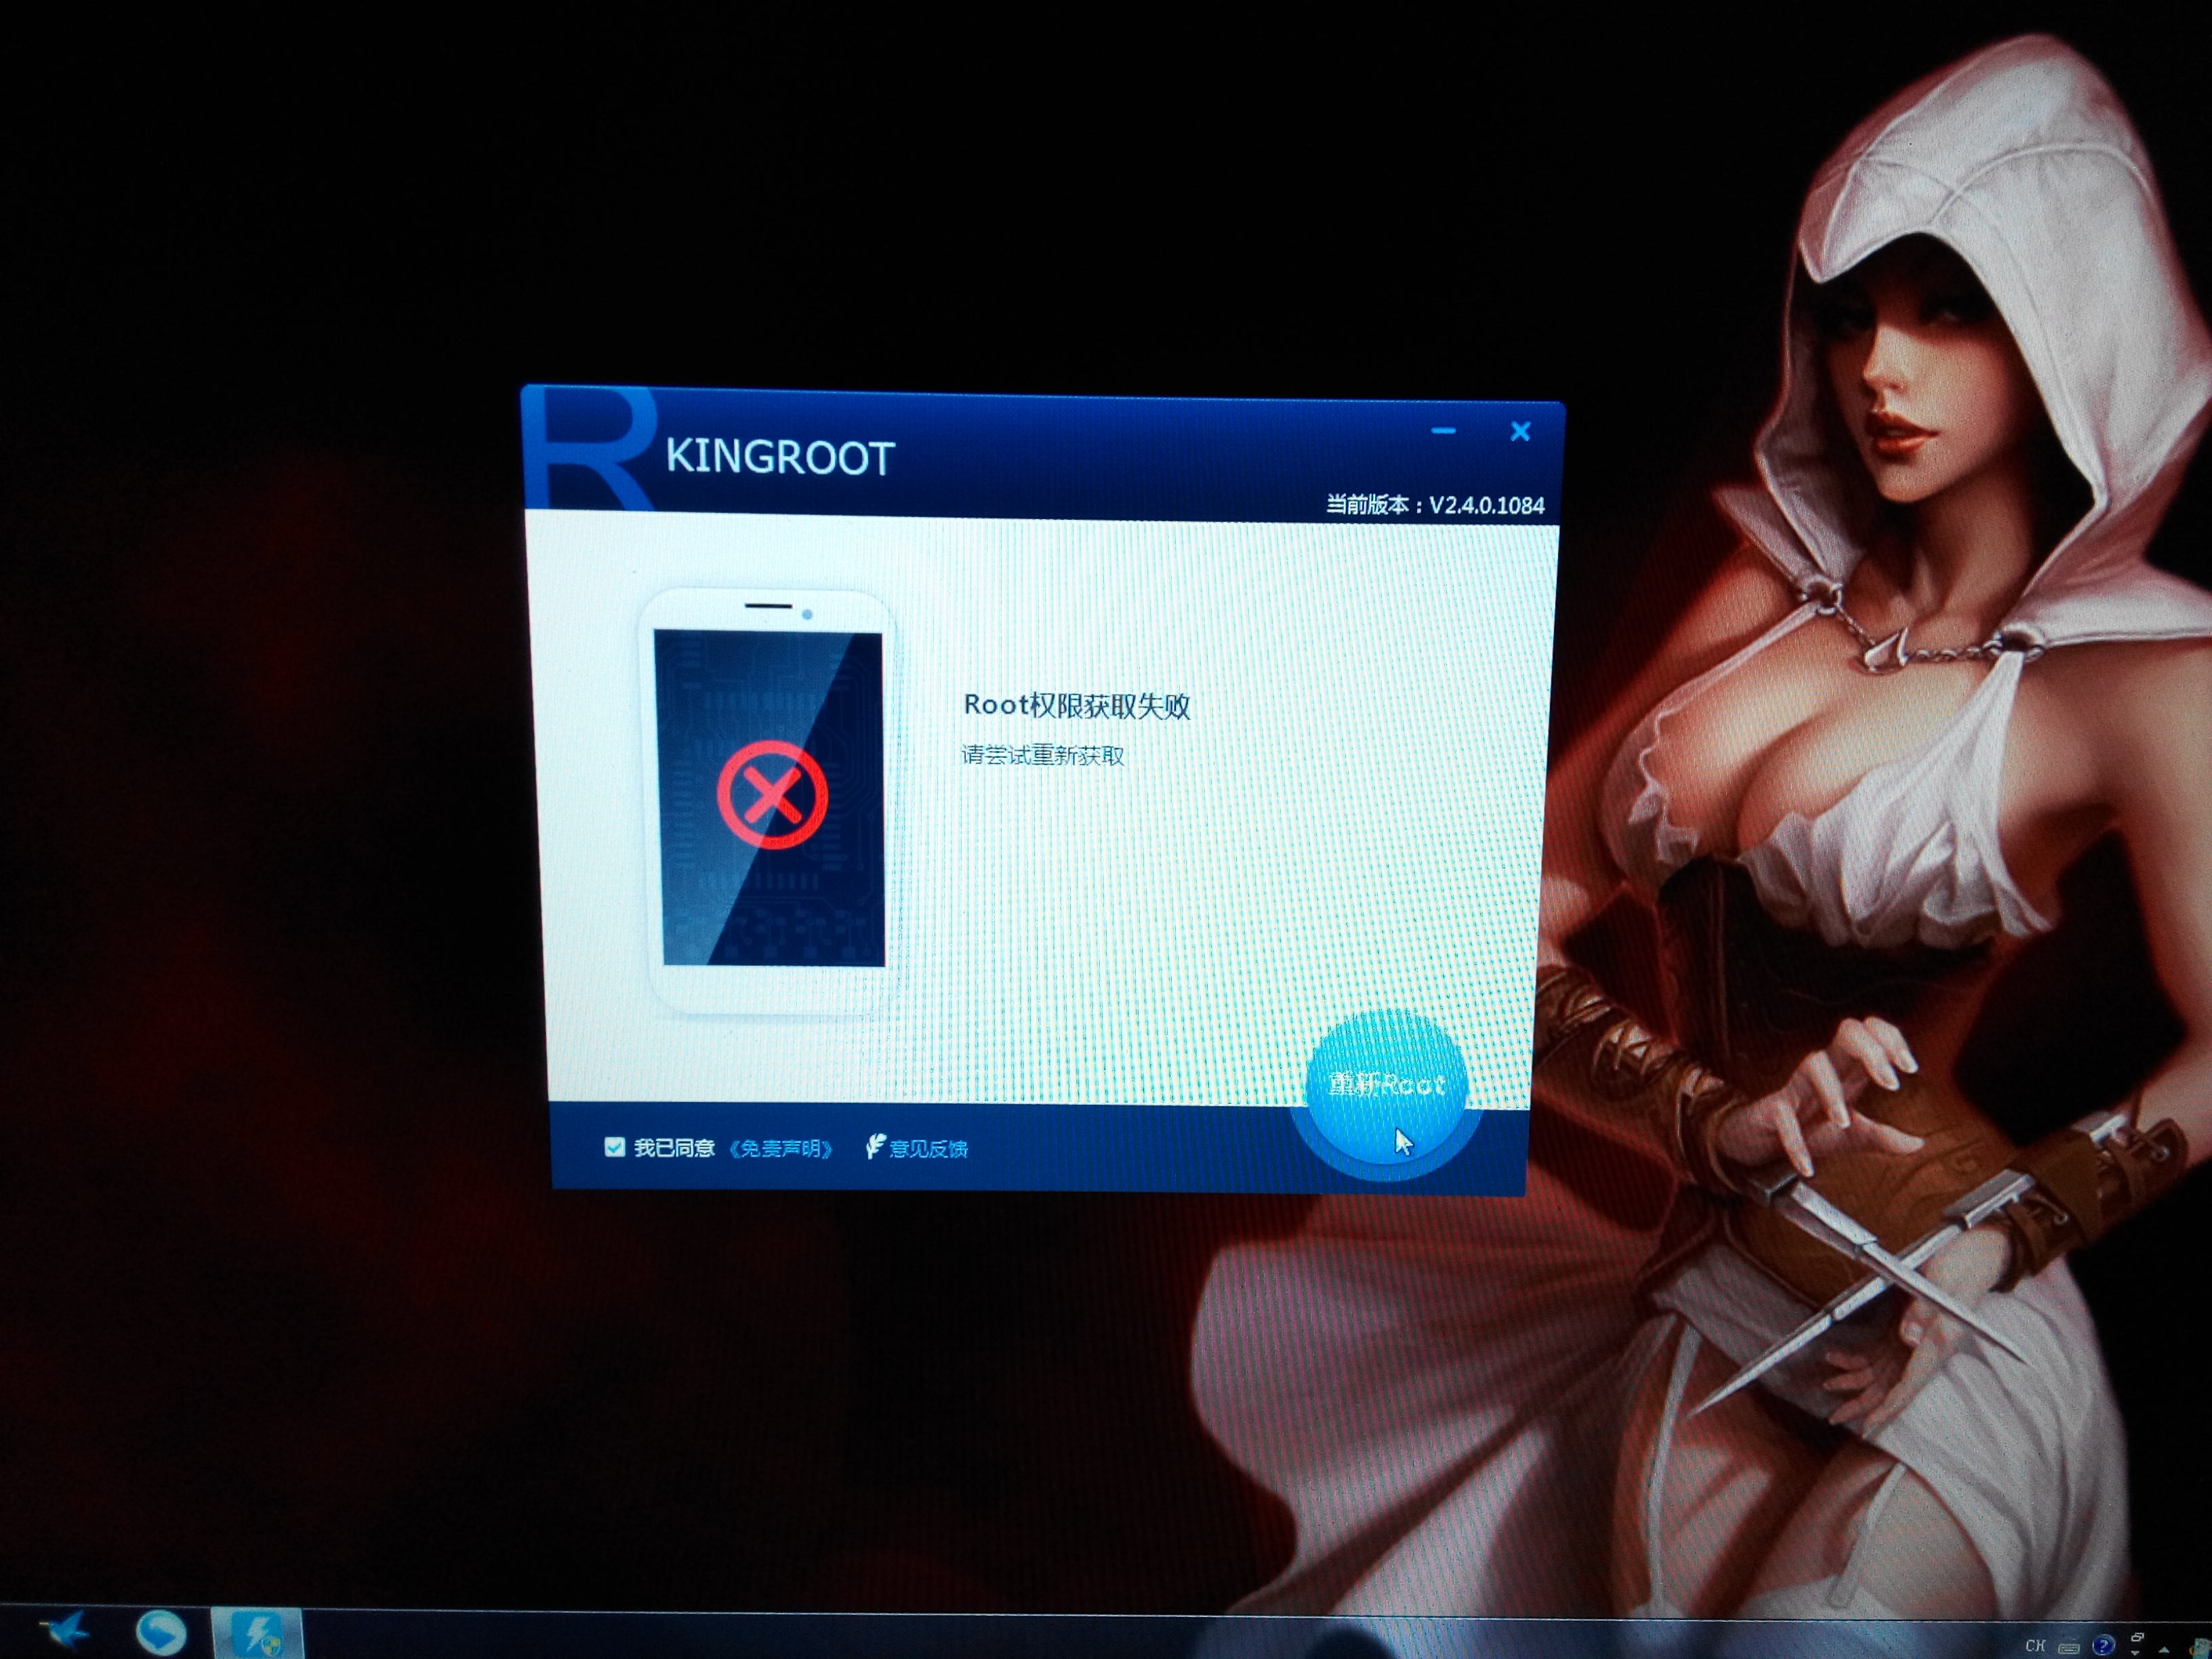 KINGROOT
当前版本：V2.4.0.1084
Root权限获取失败
请尝试重新获取
重新Root
我已同意 《免责声明》 意见反馈
CH